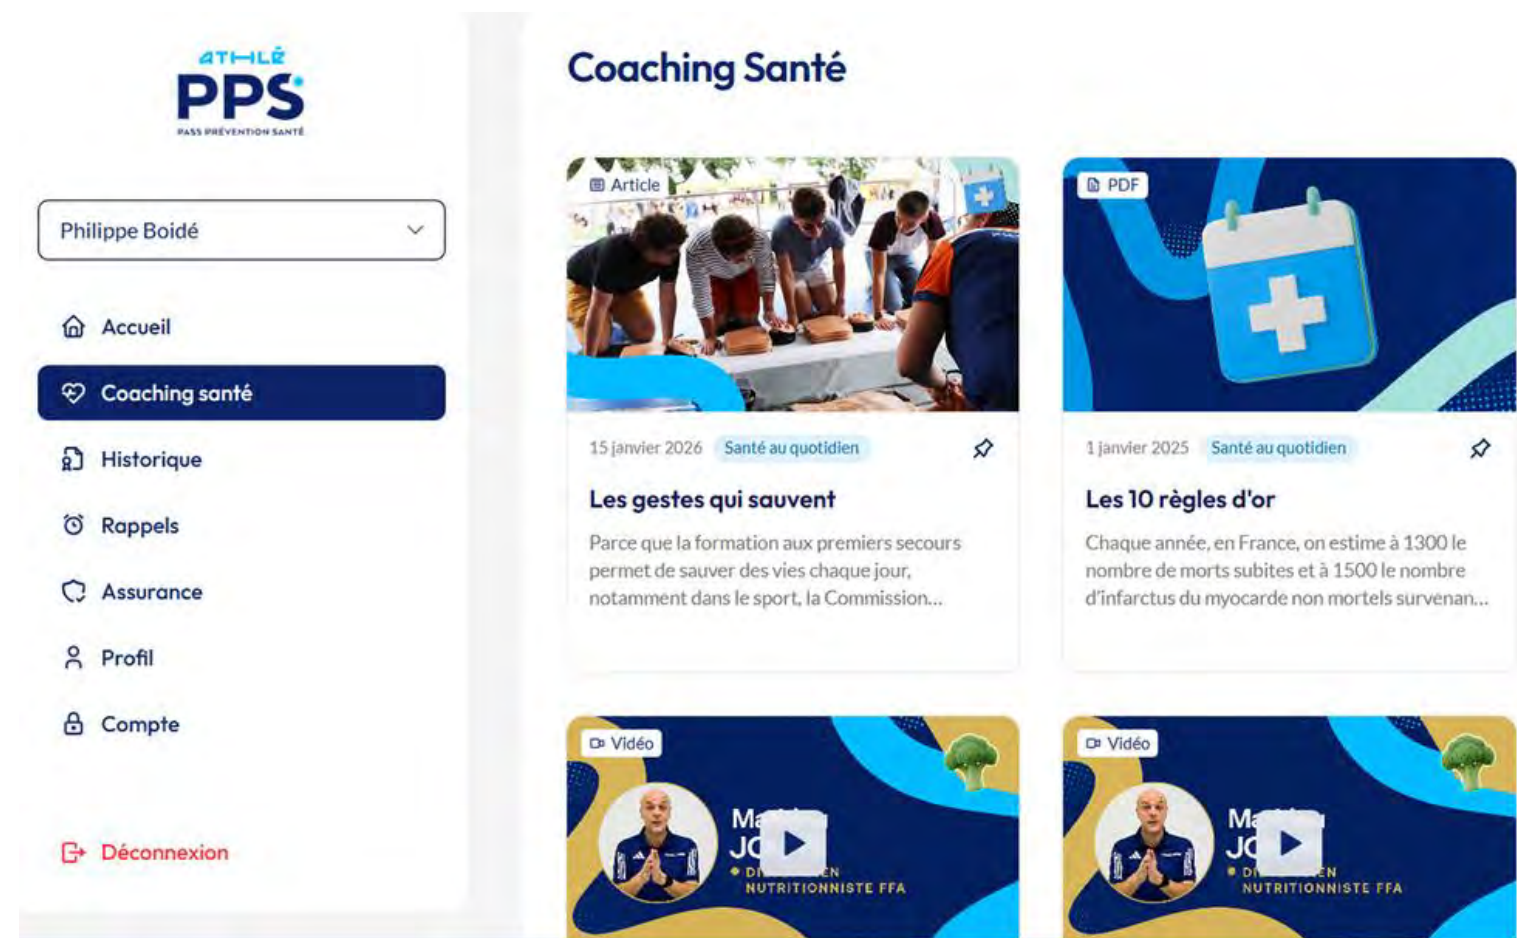 ATHLÉ
PPS
PASS PRÉVENTION SANTÉ
Philippe Boidé
Accueil
Coaching santé
Historique
Rappels
Assurance
Profil
Compte
Déconnexion
Coaching Santé
Article
15 janvier 2026 Santé au quotidien
Les gestes qui sauvent
Parce que la formation aux premiers secours
permet de sauver des vies chaque jour,
notamment dans le sport, la Commission...
PDF
1 janvier 2025 Santé au quotidien
Les 10 règles d'or
Chaque année, en France, on estime à 1300 le
nombre de morts subites et à 1500 le nombre
d'infarctus du myocarde non mortels survenan...
Vidéo
NUTRITIONNISTE FFA
Vidéo
NUTRITIONNISTE FFA